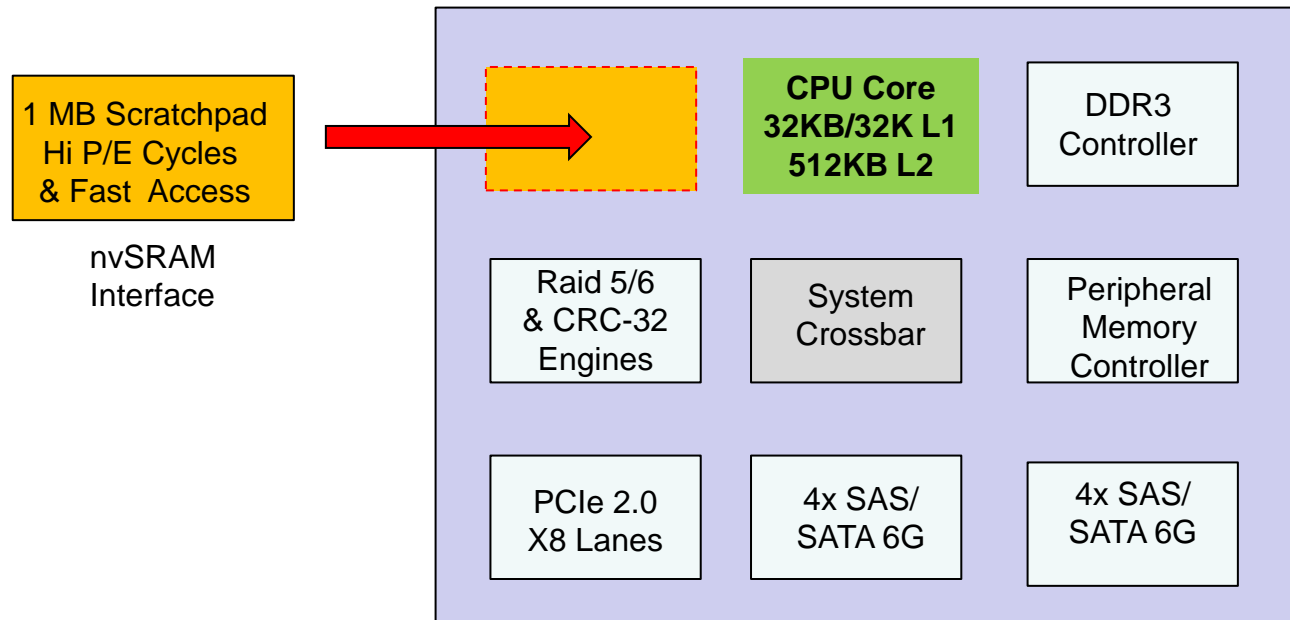 1 MB Scratchpad
Hi P/E Cycles
& Fast Access
nvSRAM
Interface
CPU Core
32KB/32K L1
512KB L2
DDR3
Controller
Raid 5/6
& CRC-32
Engines
System
Crossbar
Peripheral
Memory
Controller
PCIe 2.0
X8 Lanes
4x SAS/
SATA 6G
4x SAS/
SATA 6G